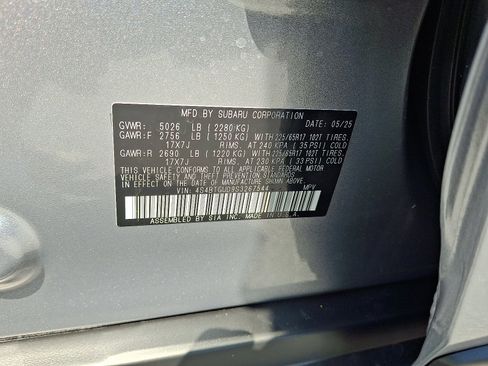 MFD BY SUBARU CORPORATION
GVWR: 5026 LB ( 2280 KG) DATE: 05/25
GAWR:F 2756 LB ( 1250 KG) WITH 225/65R17 102T TIRES,
17X7J RIMS, AT 240 KPA ( 35 PSI) COLD
GAWR:R 2690 LB ( 1220 KG) WITH 225/65R17 102T TIRES,
17X7J RIMS, AT 230 KPA ( 33 PSI) COLD
THIS VEHICLE CONFORMS TO ALL APPLICABLE FEDERAL MOTOR
VEHICLE SAFETY AND BUMPER AND THEFT PREVENTION STANDARDS
IN EFFECT ON THE DATE OF MANUFACTURE SHOWN ABOVE.
VIN: MPV
ASSEMBLED BY SIA INC. IN U.S.A.